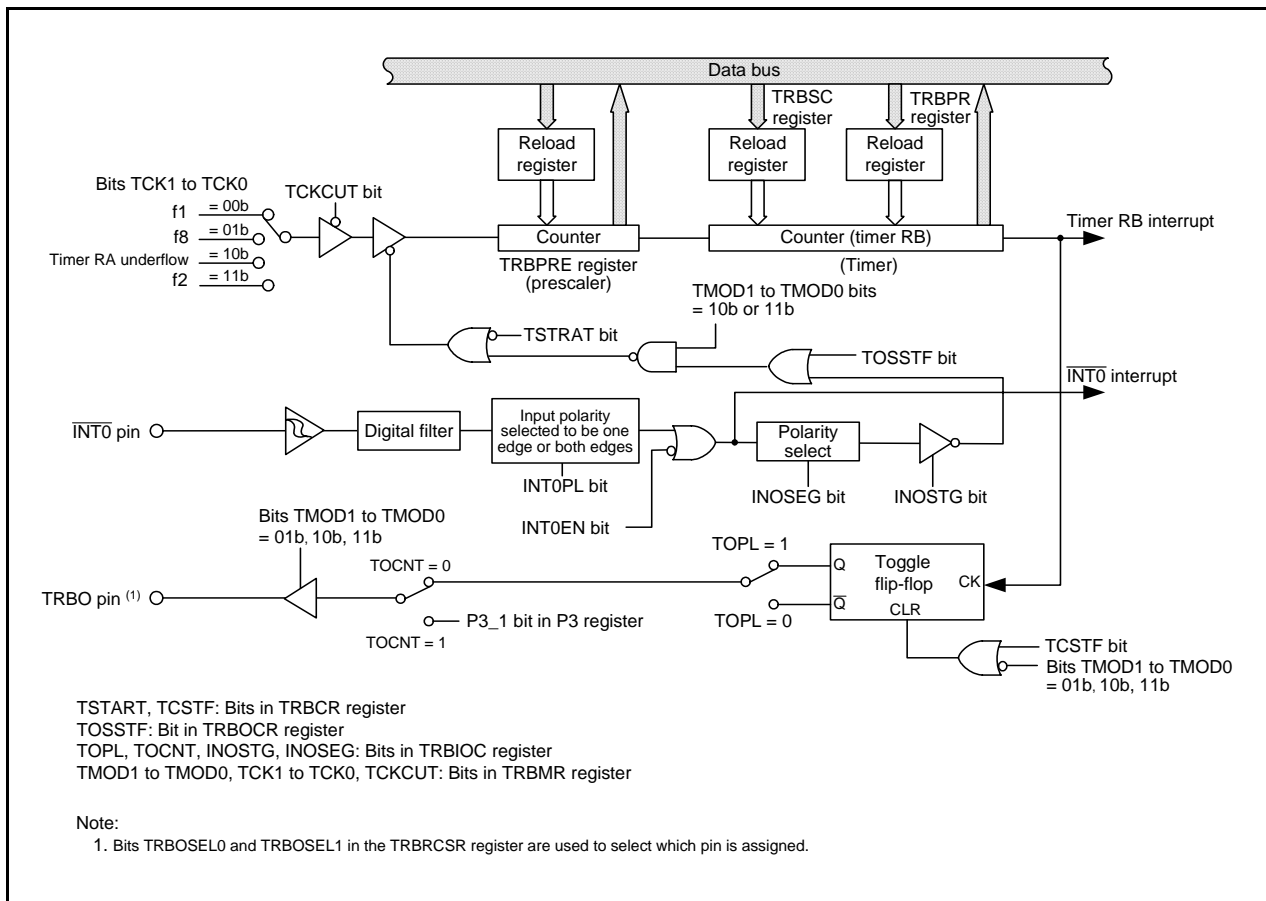 Data bus
TRBSC
register
TRBPR
register
Reload
register
Reload
register
Reload
register
Bits TCK1 to TCK0
TCKCUT bit
f1
= 00b
f8
= 01b
Timer RA underflow
= 10b
f2
= 11b
Counter
Counter (timer RB)
Timer RB interrupt
TRBPRE register
(prescaler)
(Timer)
TMOD1 to TMOD0 bits
= 10b or 11b
TSTRAT bit
TOSSTF bit
INT0 interrupt
INT0 pin
Digital filter
Input polarity
selected to be one
edge or both edges
Polarity
select
INT0PL bit
INOSEG bit
INOSTG bit
INT0EN bit
Bits TMOD1 to TMOD0
= 01b, 10b, 11b
TOPL = 1
TOCNT = 0
Q
Toggle
flip-flop
CK
TRBO pin (1)
Q
CLR
P3_1 bit in P3 register
TOPL = 0
TOCNT = 1
TCSTF bit
Bits TMOD1 to TMOD0
= 01b, 10b, 11b
TSTART, TCSTF: Bits in TRBCR register
TOSSTF: Bit in TRBOCR register
TOPL, TOCNT, INOSTG, INOSEG: Bits in TRBIOC register
TMOD1 to TMOD0, TCK1 to TCK0, TCKCUT: Bits in TRBMR register
Note:
1. Bits TRBOSEL0 and TRBOSEL1 in the TRBRCSR register are used to select which pin is assigned.